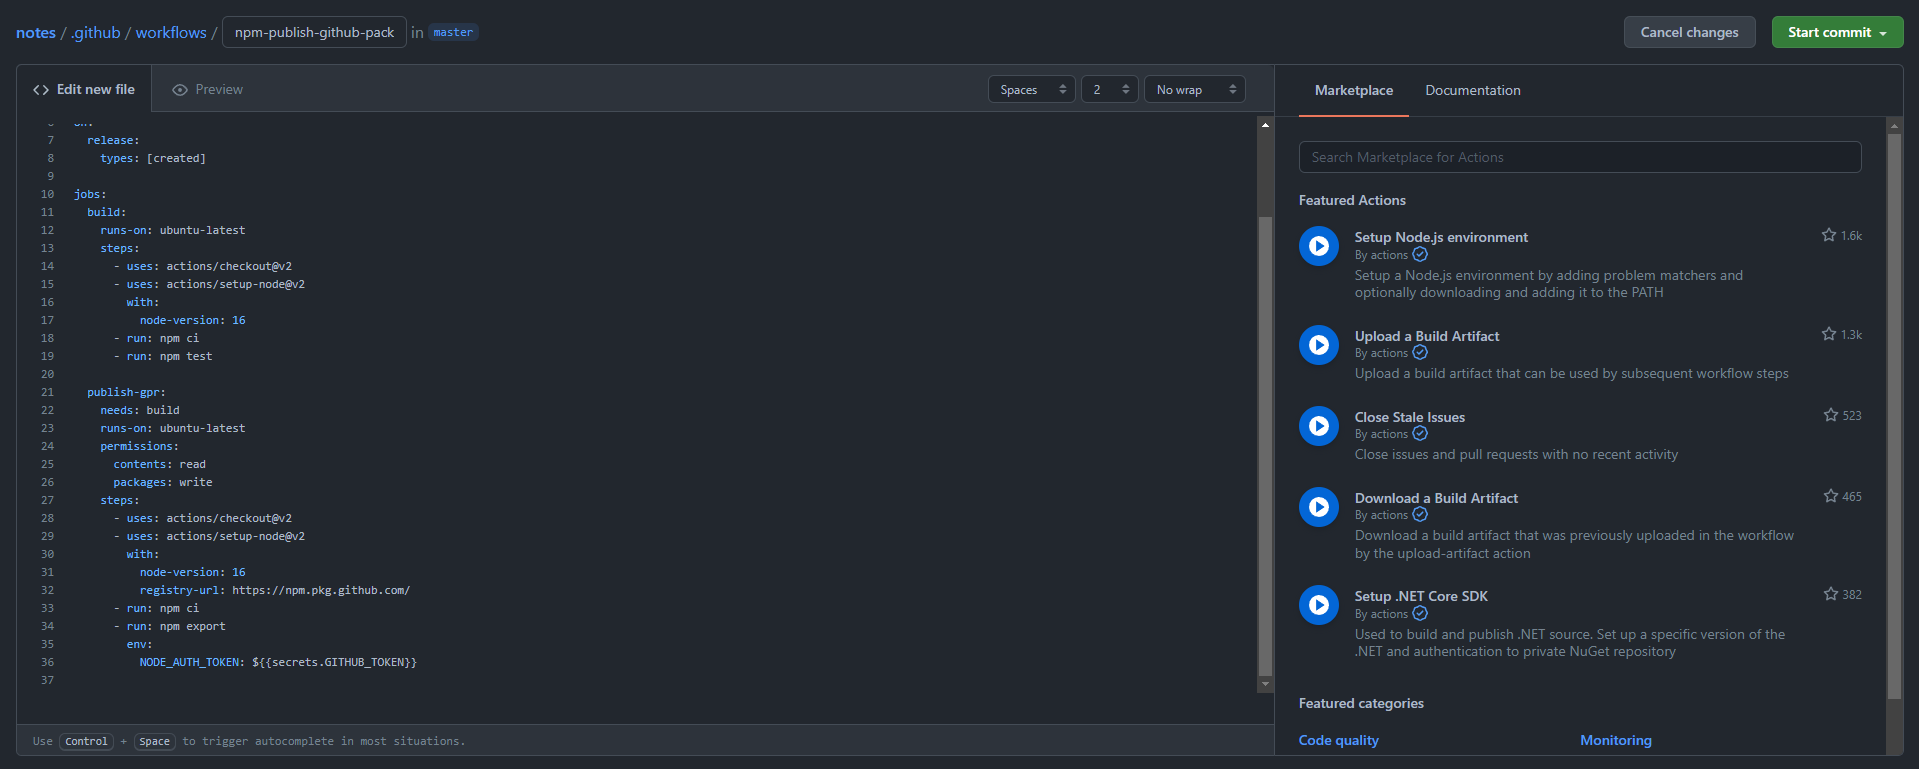 notes / .github / workflows / npm-publish-github-pack in master
Cancel changes
Start commit
Edit new file
Preview
Spaces
2
No wrap
Marketplace
Documentation
7 release:
8 types: [created]
9
10 jobs:
11 build:
12 runs-on: ubuntu-latest
13 steps:
14 - uses: actions/checkout@v2
15 - uses: actions/setup-node@v2
16 with:
17 node-version: 16
18 - run: npm ci
19 - run: npm test
20
21 publish-gpr:
22 needs: build
23 runs-on: ubuntu-latest
24 permissions:
25 contents: read
26 packages: write
27 steps:
28 - uses: actions/checkout@v2
29 - uses: actions/setup-node@v2
30 with:
31 node-version: 16
32 registry-url: https://npm.pkg.github.com/
33 - run: npm ci
34 - run: npm export
35 env:
36 NODE_AUTH_TOKEN: ${{secrets.GITHUB_TOKEN}}
37
Use Control + Space to trigger autocomplete in most situations.
Search Marketplace for Actions
Featured Actions
Setup Node.js environment
1.6k
By actions
Setup a Node.js environment by adding problem matchers and
optionally downloading and adding it to the PATH
Upload a Build Artifact
1.3k
By actions
Upload a build artifact that can be used by subsequent workflow steps
Close Stale Issues
523
By actions
Close issues and pull requests with no recent activity
Download a Build Artifact
465
By actions
Download a build artifact that was previously uploaded in the workflow
by the upload-artifact action
Setup .NET Core SDK
382
By actions
Used to build and publish .NET source. Set up a specific version of the
.NET and authentication to private NuGet repository
Featured categories
Code quality
Monitoring